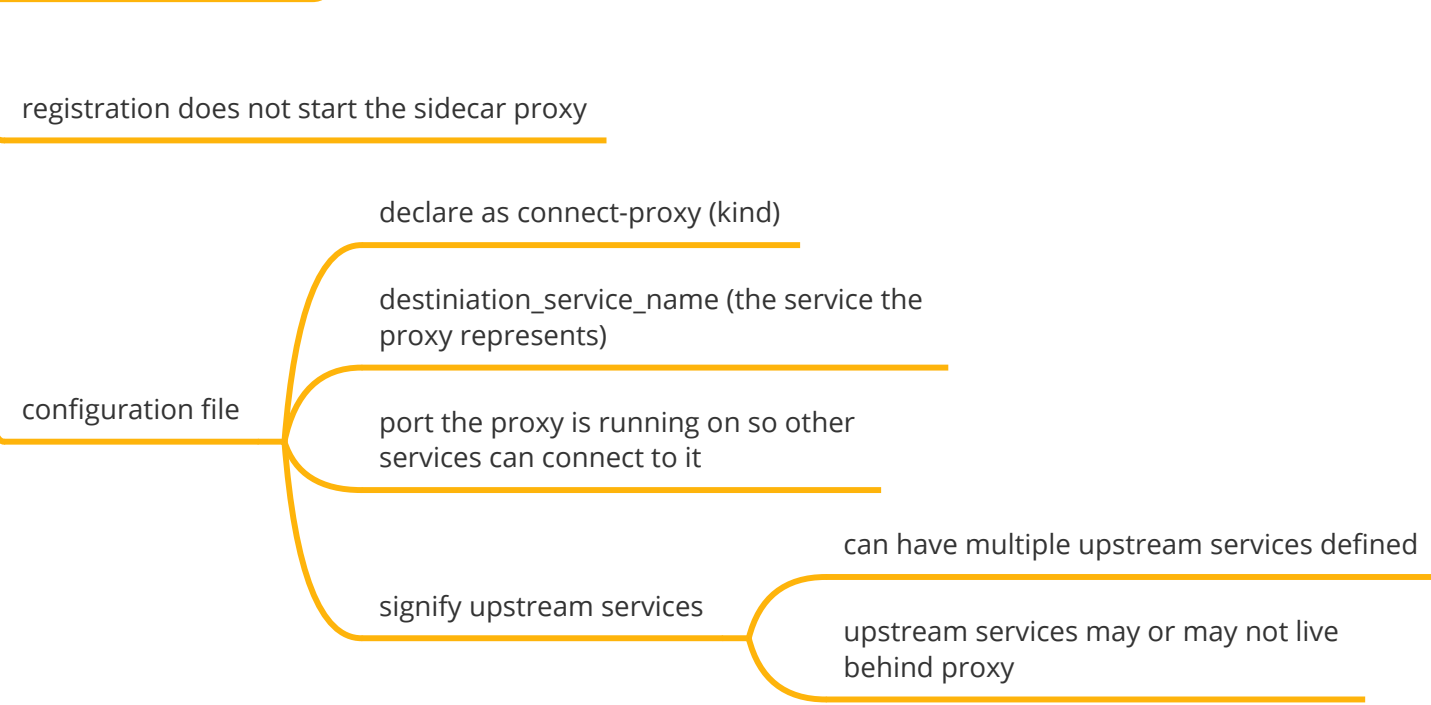 registration does not start the sidecar proxy
declare as connect-proxy (kind)
destiniation_service_name (the service the
proxy represents)
configuration file
port the proxy is running on so other
services can connect to it
can have multiple upstream services defined
signify upstream services
upstream services may or may not live
behind proxy